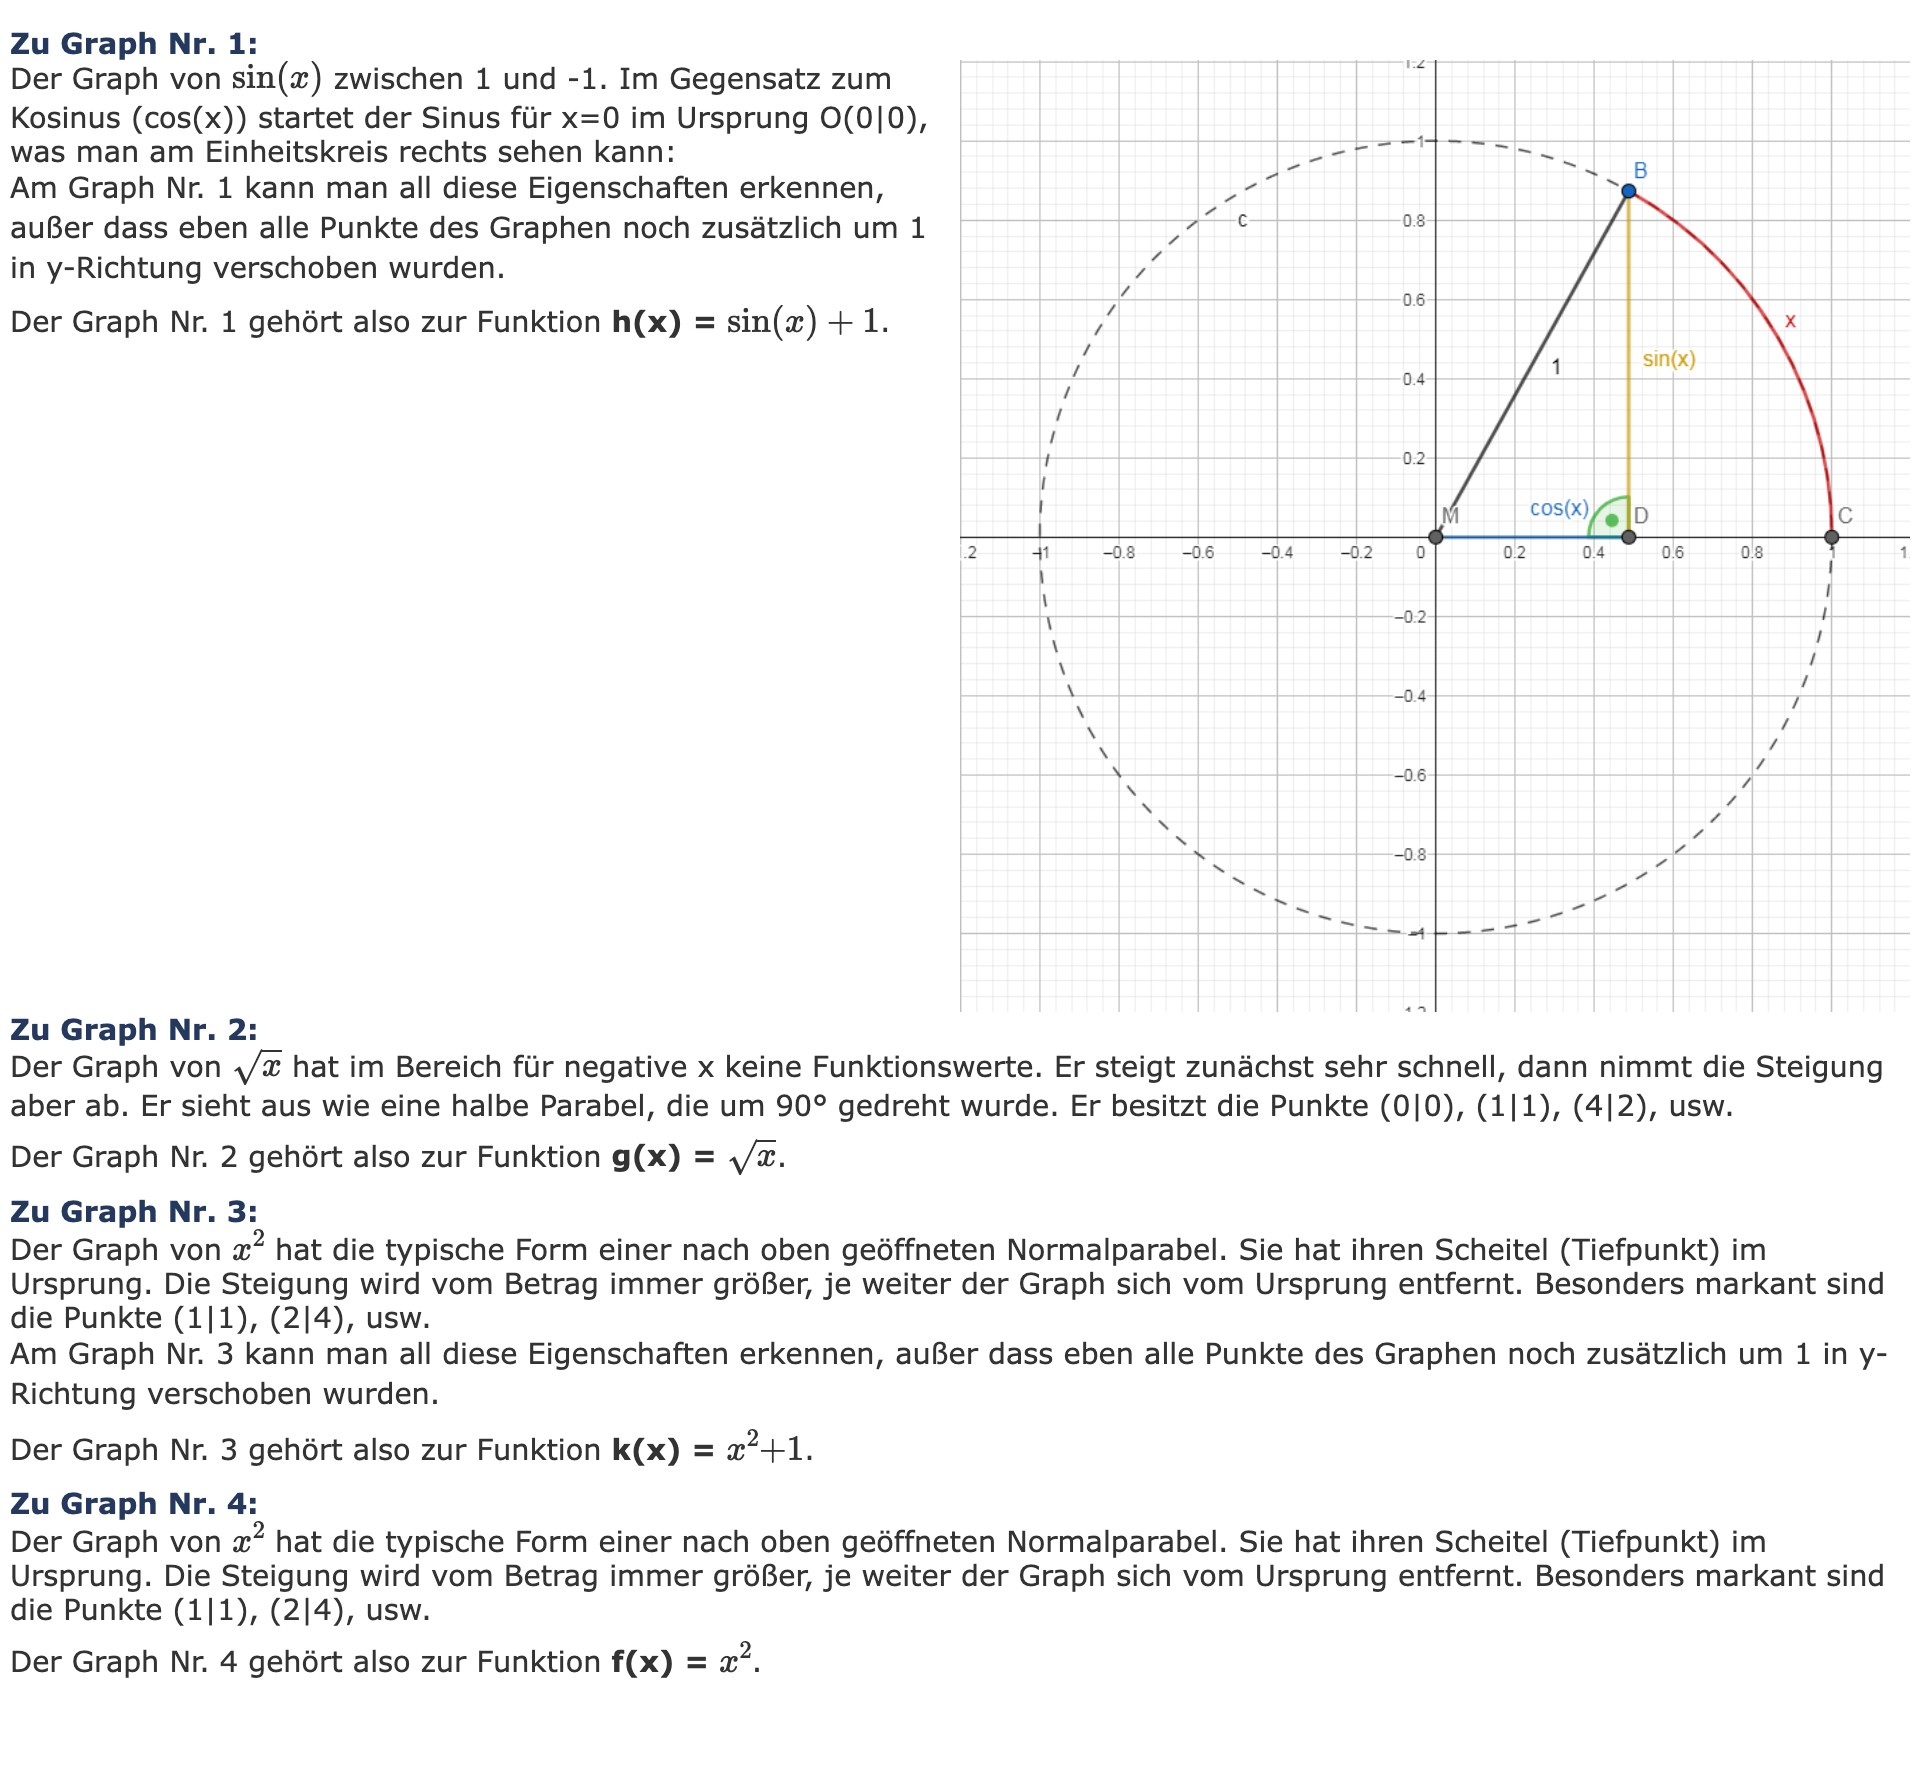 Zu Graph Nr. 1:
Der Graph von sin(x) zwischen 1 und -1. Im Gegensatz zum
Kosinus (cos(x)) startet der Sinus für x=0 im Ursprung O(0|0),
was man am Einheitskreis rechts sehen kann:
Am Graph Nr. 1 kann man all diese Eigenschaften erkennen,
außer dass eben alle Punkte des Graphen noch zusätzlich um 1
in y-Richtung verschoben wurden.
Der Graph Nr. 1 gehört also zur Funktion h(x) = sin(x) + 1.
1
B
c
0.8
0.6
x
sin(x)
1
0.4
0.2
cos(x)
M
D
C
.2
-1
−0.8
−0.6
−0.4
−0.2
0
0.2
0.4
0.6
0.8
1
1.
−0.2
−0.4
−0.6
−0.8
−1
Zu Graph Nr. 2:
Der Graph von √x hat im Bereich für negative x keine Funktionswerte. Er steigt zunächst sehr schnell, dann nimmt die Steigung
aber ab. Er sieht aus wie eine halbe Parabel, die um 90° gedreht wurde. Er besitzt die Punkte (0|0), (1|1), (4|2), usw.
Der Graph Nr. 2 gehört also zur Funktion g(x) = √x.
Zu Graph Nr. 3:
Der Graph von x² hat die typische Form einer nach oben geöffneten Normalparabel. Sie hat ihren Scheitel (Tiefpunkt) im
Ursprung. Die Steigung wird vom Betrag immer größer, je weiter der Graph sich vom Ursprung entfernt. Besonders markant sind
die Punkte (1|1), (2|4), usw.
Am Graph Nr. 3 kann man all diese Eigenschaften erkennen, außer dass eben alle Punkte des Graphen noch zusätzlich um 1 in y-
Richtung verschoben wurden.
Der Graph Nr. 3 gehört also zur Funktion k(x) = x²+1.
Zu Graph Nr. 4:
Der Graph von x² hat die typische Form einer nach oben geöffneten Normalparabel. Sie hat ihren Scheitel (Tiefpunkt) im
Ursprung. Die Steigung wird vom Betrag immer größer, je weiter der Graph sich vom Ursprung entfernt. Besonders markant sind
die Punkte (1|1), (2|4), usw.
Der Graph Nr. 4 gehört also zur Funktion f(x) = x².